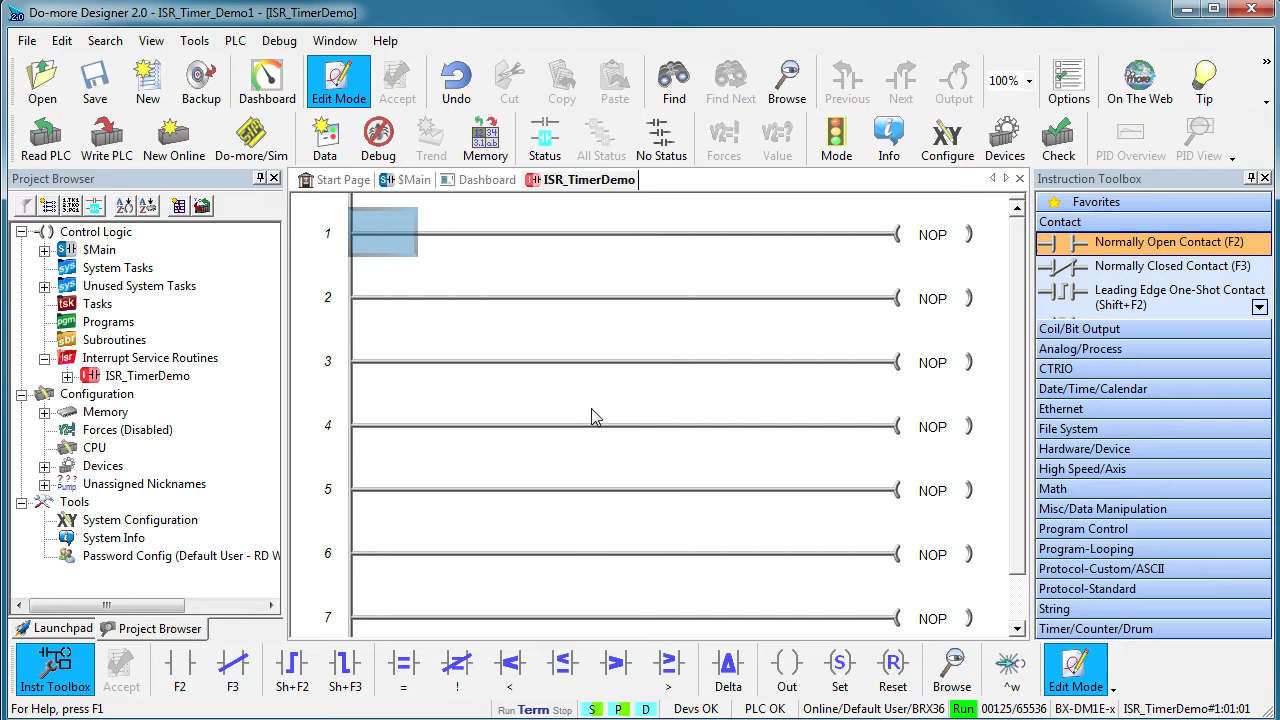 Do-more Designer 2.0 - ISR_Timer_Demo1 - [ISR_TimerDemo]
File Edit Search View Tools PLC Debug Window Help
Open Save New Backup Dashboard Edit Mode Accept Undo Cut Copy Paste Find Find Next Browse Previous Next Output 100% Options On The Web Tip
Read PLC Write PLC New Online Do-more/Sim Data Debug Trend Memory Status All Status No Status Forces Value Mode Info Configure Devices Check PID Overview PID View
Project Browser
Start Page $Main Dashboard ISR_TimerDemo
Instruction Toolbox
Control Logic
$Main
System Tasks
Unused System Tasks
Tasks
Programs
Subroutines
Interrupt Service Routines
ISR_TimerDemo
Configuration
Memory
Forces (Disabled)
CPU
Devices
Unassigned Nicknames
Tools
System Configuration
System Info
Password Config (Default User - RD W
Launchpad Project Browser
1 NOP
2 NOP
3 NOP
4 NOP
5 NOP
6 NOP
7 NOP
Favorites
Contact
Normally Open Contact (F2)
Normally Closed Contact (F3)
Leading Edge One-Shot Contact
(Shift+F2)
Coil/Bit Output
Analog/Process
CTRIO
Date/Time/Calendar
Ethernet
File System
Hardware/Device
High Speed/Axis
Math
Misc/Data Manipulation
Program Control
Program-Looping
Protocol-Custom/ASCII
Protocol-Standard
String
Timer/Counter/Drum
Instr Toolbox Accept F2 F3 Sh+F2 Sh+F3 = ! < ≤ > ≥ Delta Out Set Reset Browse ^w Edit Mode
For Help, press F1
Run Term Stop S P D Devs OK PLC OK Online/Default User/BRX36 Run 00125/65536 BX-DM1E-x ISR_TimerDemo#1:01:01